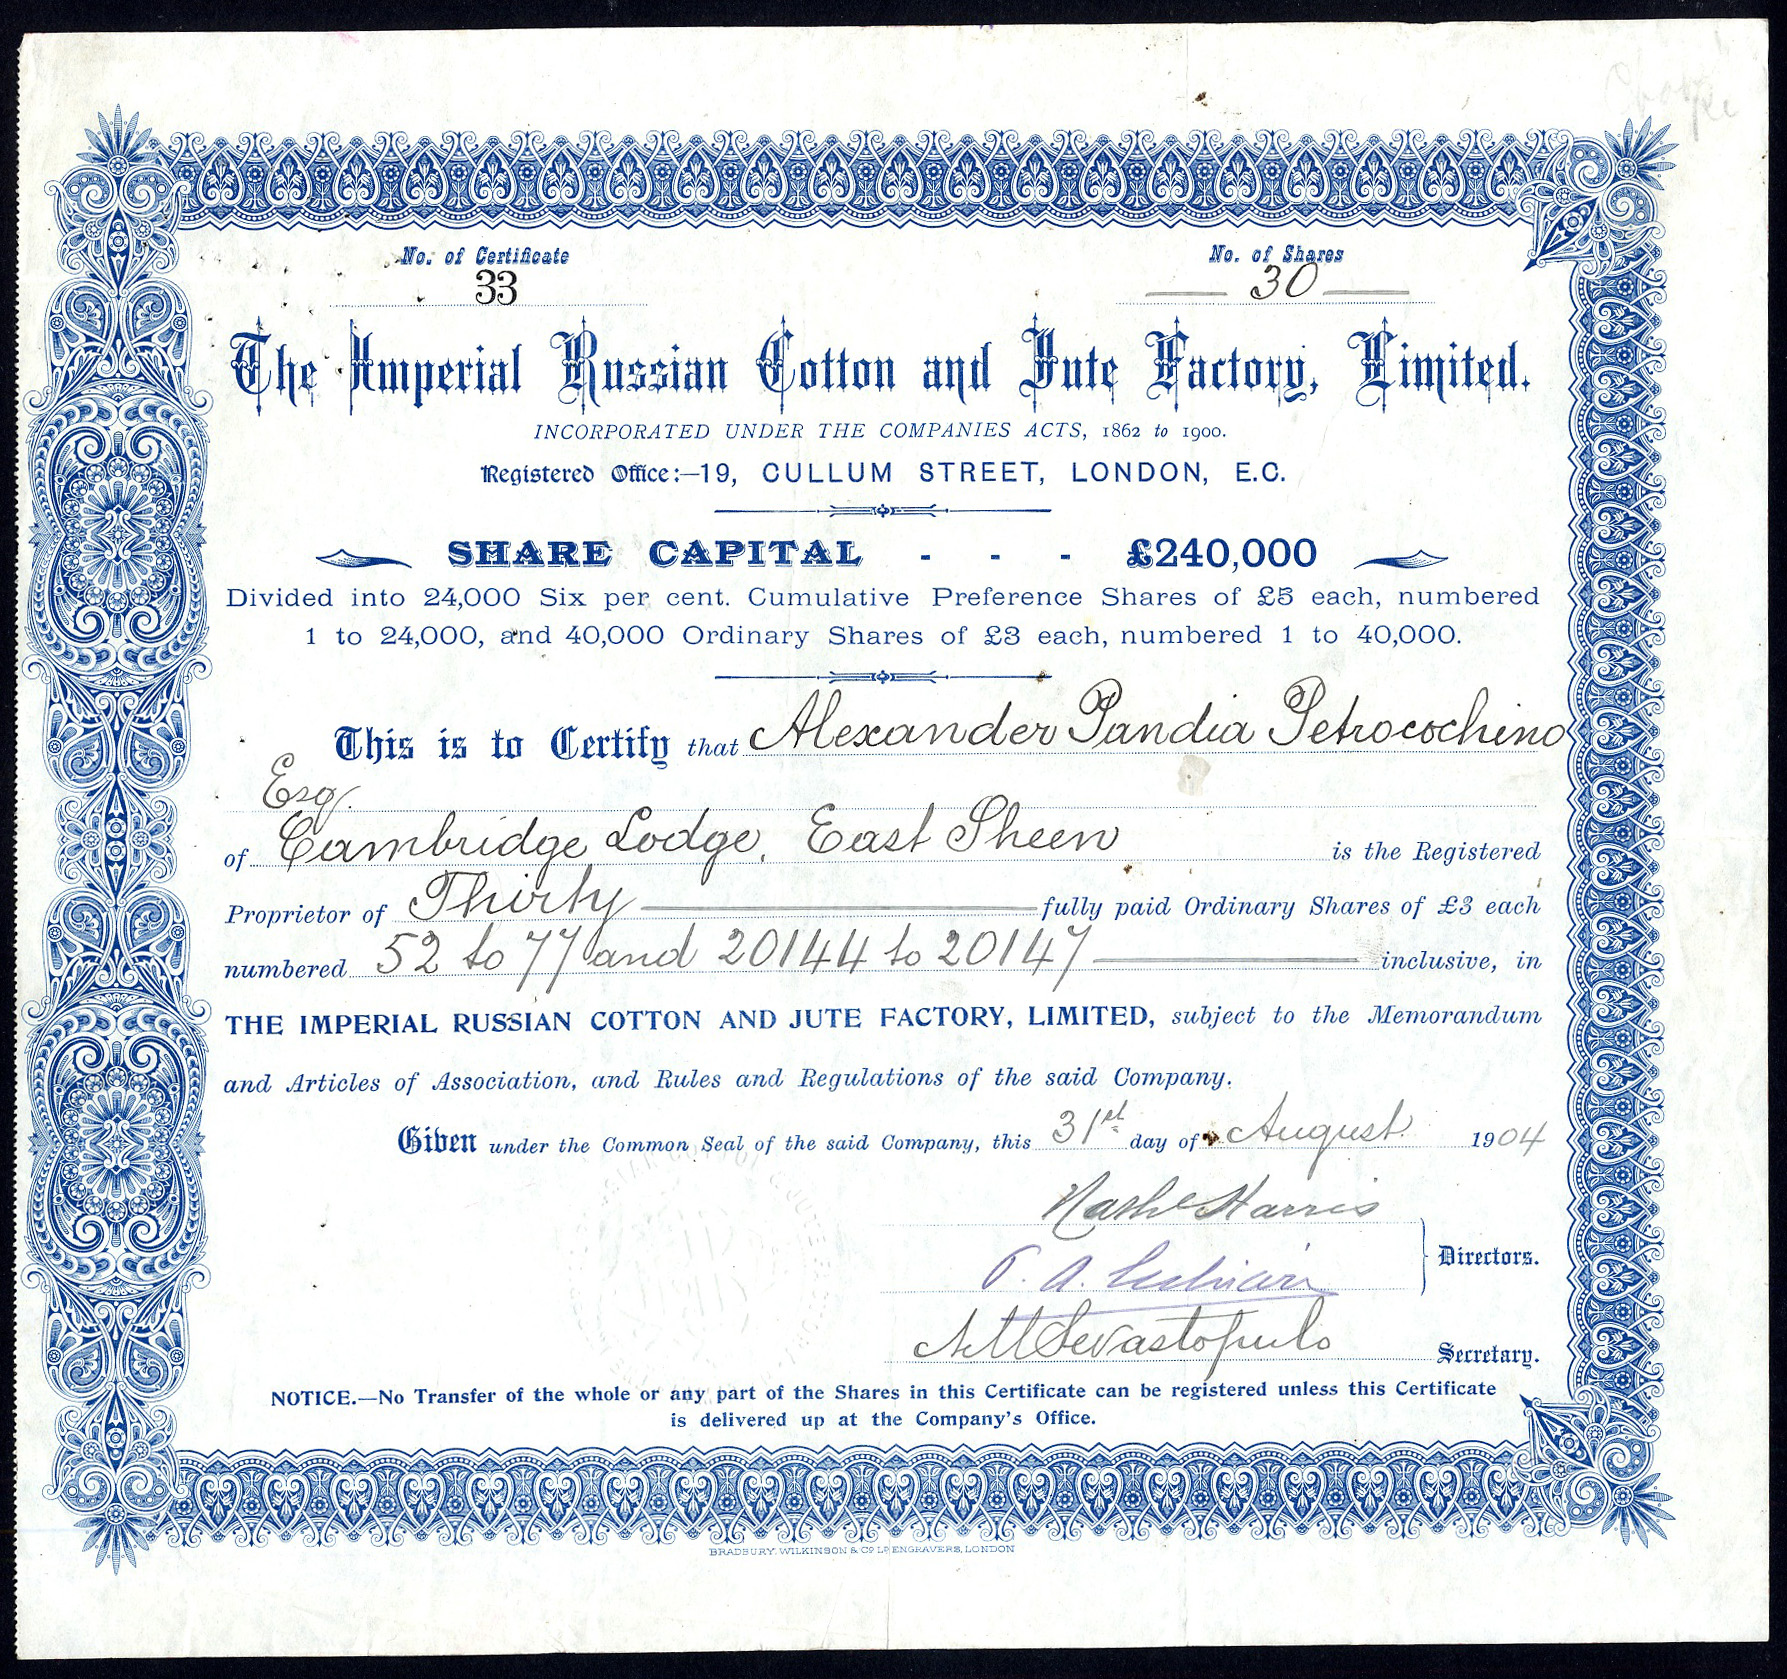 No. of Certificate
33
No. of Shares
30
The Imperial Russian Cotton and Jute Factory, Limited.
INCORPORATED UNDER THE COMPANIES ACTS, 1862 to 1900.
Registered Office:—19, CULLUM STREET, LONDON, E.C.
SHARE CAPITAL - - - £240,000
Divided into 24,000 Six per cent. Cumulative Preference Shares of £5 each, numbered
1 to 24,000, and 40,000 Ordinary Shares of £3 each, numbered 1 to 40,000.
This is to Certify that Alexander Pandia Petrocochino
Esq.
of Cambridge Lodge, East Sheen is the Registered
Proprietor of Thirty fully paid Ordinary Shares of £3 each
numbered 52 to 77 and 20144 to 20147 inclusive, in
THE IMPERIAL RUSSIAN COTTON AND JUTE FACTORY, LIMITED, subject to the Memorandum
and Articles of Association, and Rules and Regulations of the said Company.
Given under the Common Seal of the said Company, this 31st day of August 1904
Harris
Directors.
P. A.
A M Sevastopulo
Secretary.
NOTICE.—No Transfer of the whole or any part of the Shares in this Certificate can be registered unless this Certificate
is delivered up at the Company's Office.
BRADBURY, WILKINSON & Co Ld ENGRAVERS, LONDON